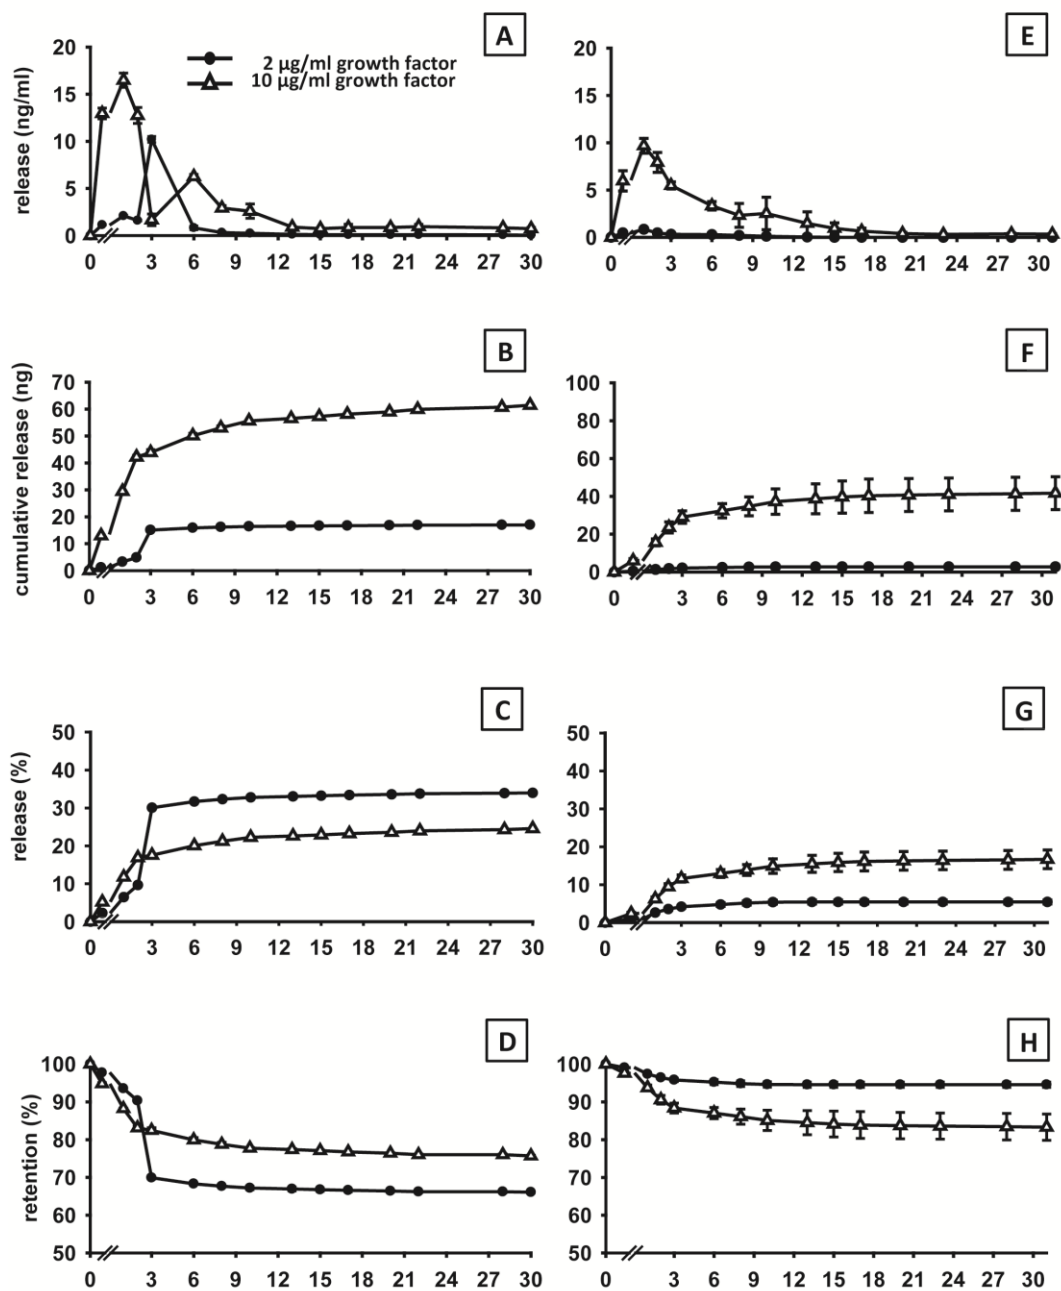 A
20
15
10
5
0
release (ng/ml)
2 µg/ml growth factor
10 µg/ml growth factor
0 3 6 9 12 15 18 21 24 27 30
E
20
15
10
5
0
0 3 6 9 12 15 18 21 24 27 30
B
70
60
50
40
30
20
10
0
cumulative release (ng)
0 3 6 9 12 15 18 21 24 27 30
F
100
80
60
40
20
0
0 3 6 9 12 15 18 21 24 27 30
C
50
40
30
20
10
0
release (%)
0 3 6 9 12 15 18 21 24 27 30
G
50
40
30
20
10
0
0 3 6 9 12 15 18 21 24 27 30
D
100
90
80
70
60
50
retention (%)
0 3 6 9 12 15 18 21 24 27 30
H
100
90
80
70
60
50
0 3 6 9 12 15 18 21 24 27 30